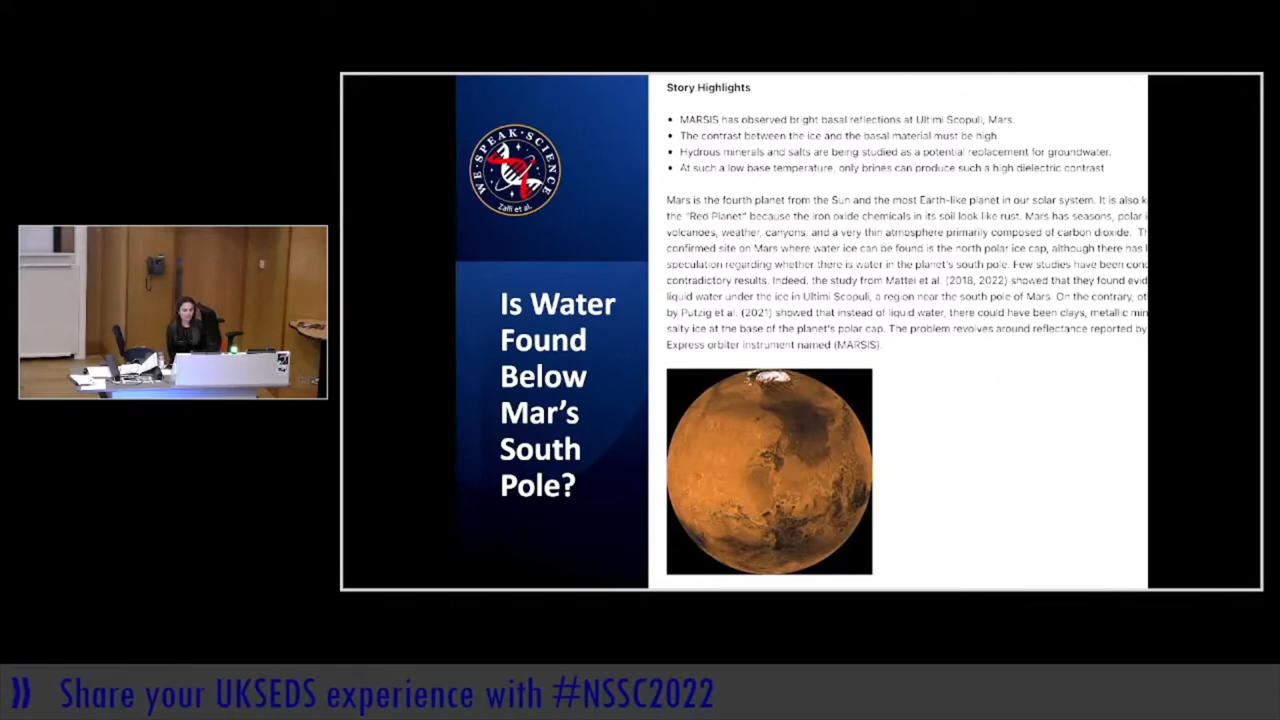 WE SPEAK SCIENCE
Zaffi et al.
Is Water
Found
Below
Mar's
South
Pole?
Story Highlights
• MARSIS has observed bright basal reflections at Ultimi Scopuli, Mars.
• The contrast between the ice and the basal material must be high.
• Hydrous minerals and salts are being studied as a potential replacement for groundwater.
• At such a low base temperature, only brines can produce such a high dielectric contrast
Mars is the fourth planet from the Sun and the most Earth-like planet in our solar system. It is also
the "Red Planet" because the iron oxide chemicals in its soil look like rust. Mars has seasons, polar
volcanoes, weather, canyons, and a very thin atmosphere primarily composed of carbon dioxide.
confirmed site on Mars where water ice can be found is the north polar ice cap, although there has
speculation regarding whether there is water in the planet's south pole. Few studies have been
contradictory results. Indeed, the study from Mattei et al. (2018, 2022) showed that they found
liquid water under the ice in Ultimi Scopuli, a region near the south pole of Mars. On the contrary,
by Putzig et al. (2021) showed that instead of liquid water, there could have been clays, metallic
salty ice at the base of the planet's polar cap. The problem revolves around reflectance reported by
Express orbiter instrument named (MARSIS).
Share your UKSEDS experience with #NSSC2022